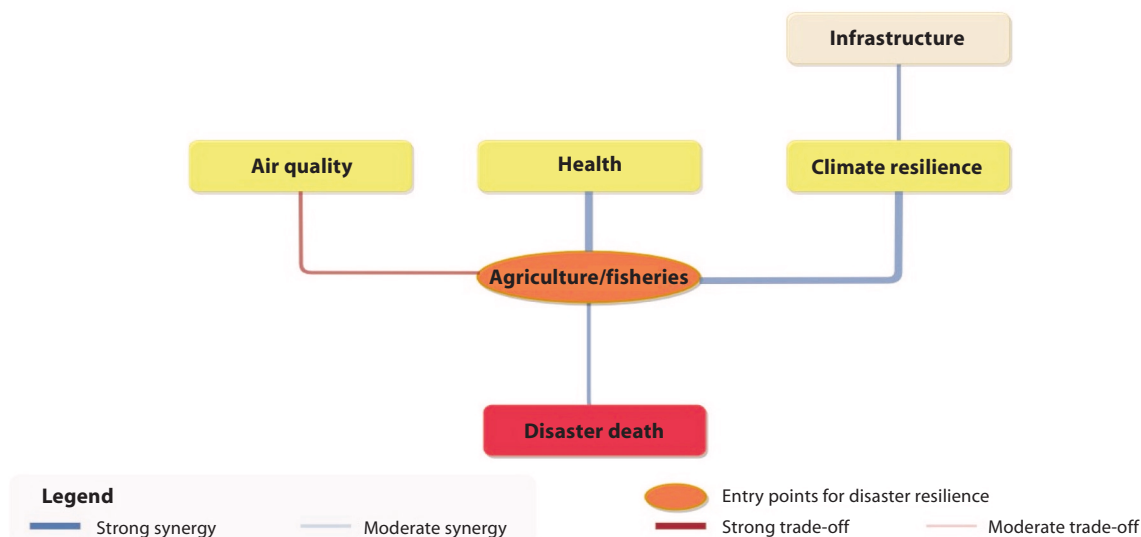 Infrastructure
Air quality
Health
Climate resilience
Agriculture/fisheries
Disaster death
Legend
Strong synergy
Moderate synergy
Entry points for disaster resilience
Strong trade-off
Moderate trade-off